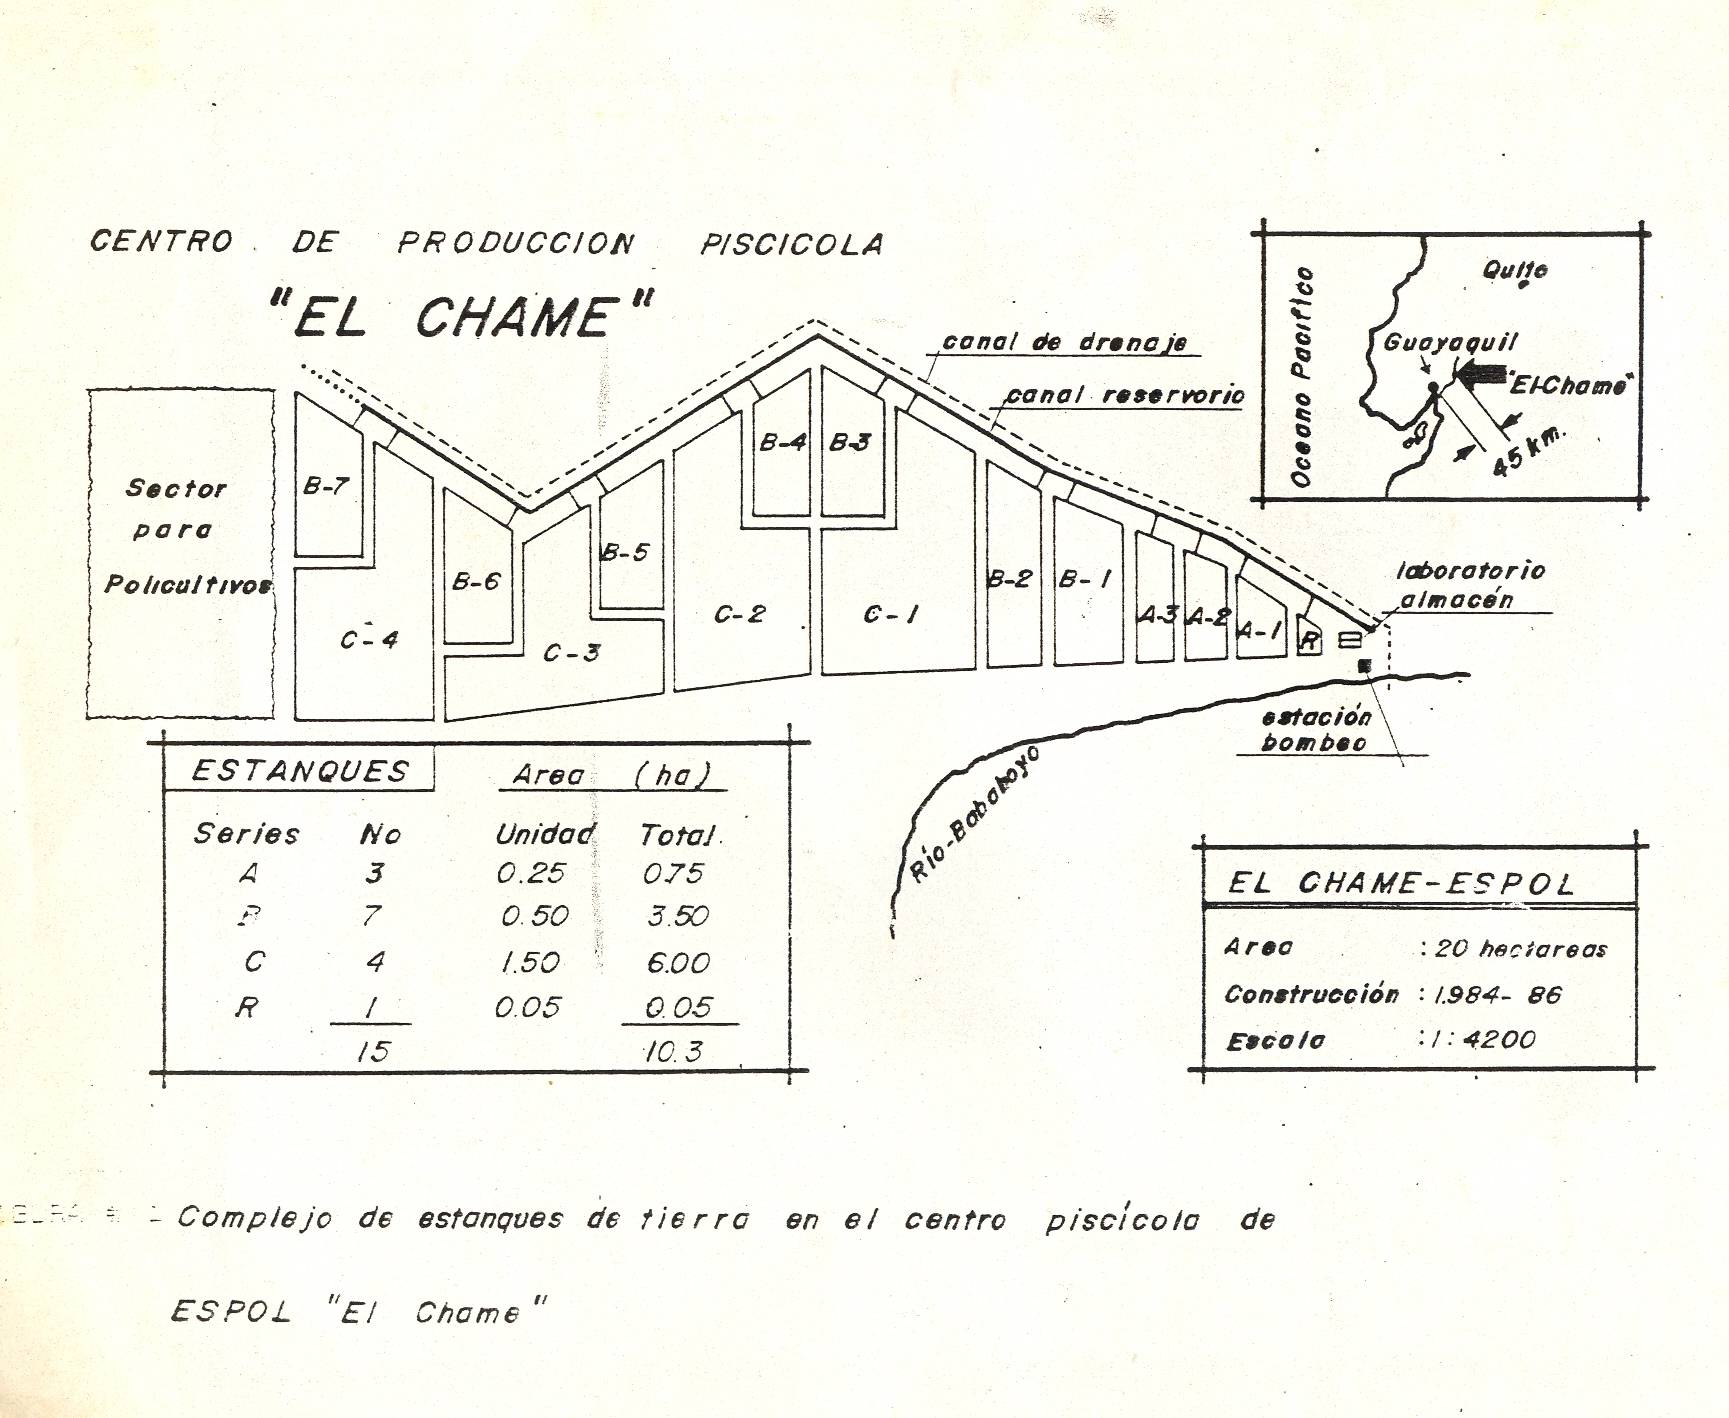 CENTRO DE PRODUCCION PISCICOLA
"EL CHAME"
canal de drenaje
canal reservorio
Oceano Pacifico
Quito
Guayaquil
"El-Chame"
45 km.
Sector
para
Policultivos
B-7
C-4
B-6
C-3
B-5
C-2
B-4
B-3
C-1
B-2
B-1
A-3
A-2
A-1
R
laboratorio
almacén
estación
bombeo
Río-Babahoyo
ESTANQUES Area (ha)
Series No Unidad Total.
A 3 0.25 0.75
B 7 0.50 3.50
C 4 1.50 6.00
R 1 0.05 0.05
15 10.3
EL CHAME-ESPOL
Area : 20 hectareas
Construcción : 1.984- 86
Escala : 1: 4200
Complejo de estanques de tierra en el centro piscícola de
ESPOL "El Chame"